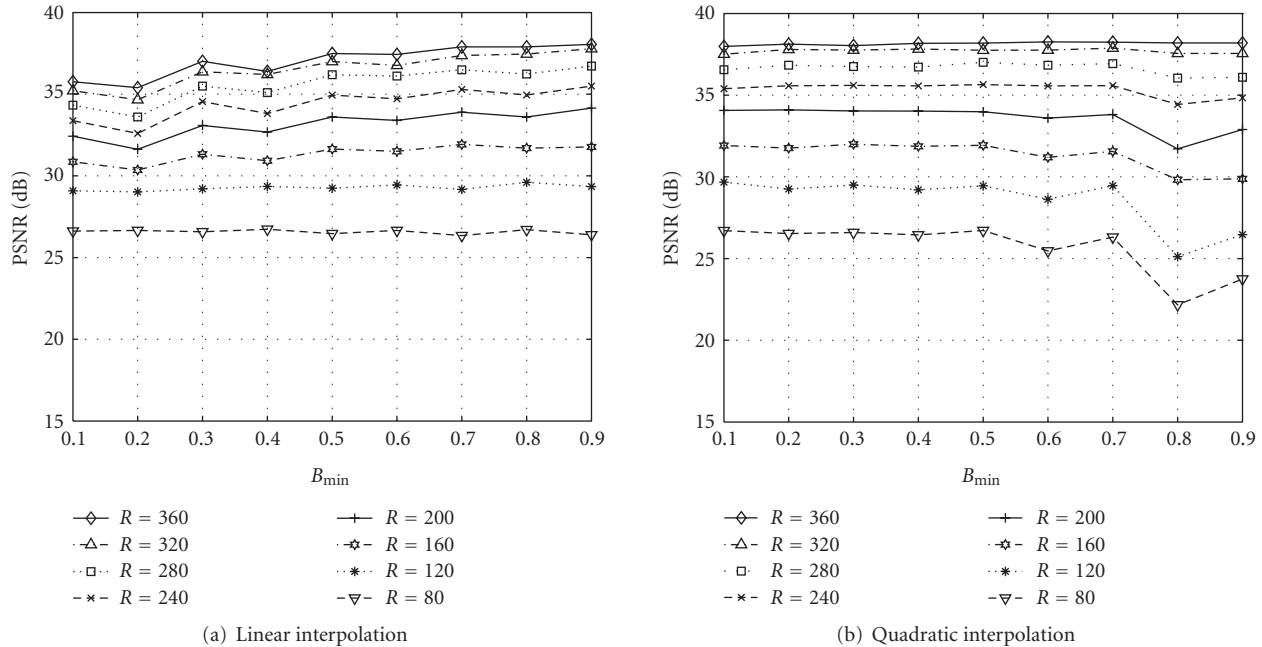 40
35
30
25
20
15
PSNR (dB)
0.1 0.2 0.3 0.4 0.5 0.6 0.7 0.8 0.9
B_min
R = 360
R = 320
R = 280
R = 240
R = 200
R = 160
R = 120
R = 80
(a) Linear interpolation
40
35
30
25
20
15
PSNR (dB)
0.1 0.2 0.3 0.4 0.5 0.6 0.7 0.8 0.9
B_min
R = 360
R = 320
R = 280
R = 240
R = 200
R = 160
R = 120
R = 80
(b) Quadratic interpolation